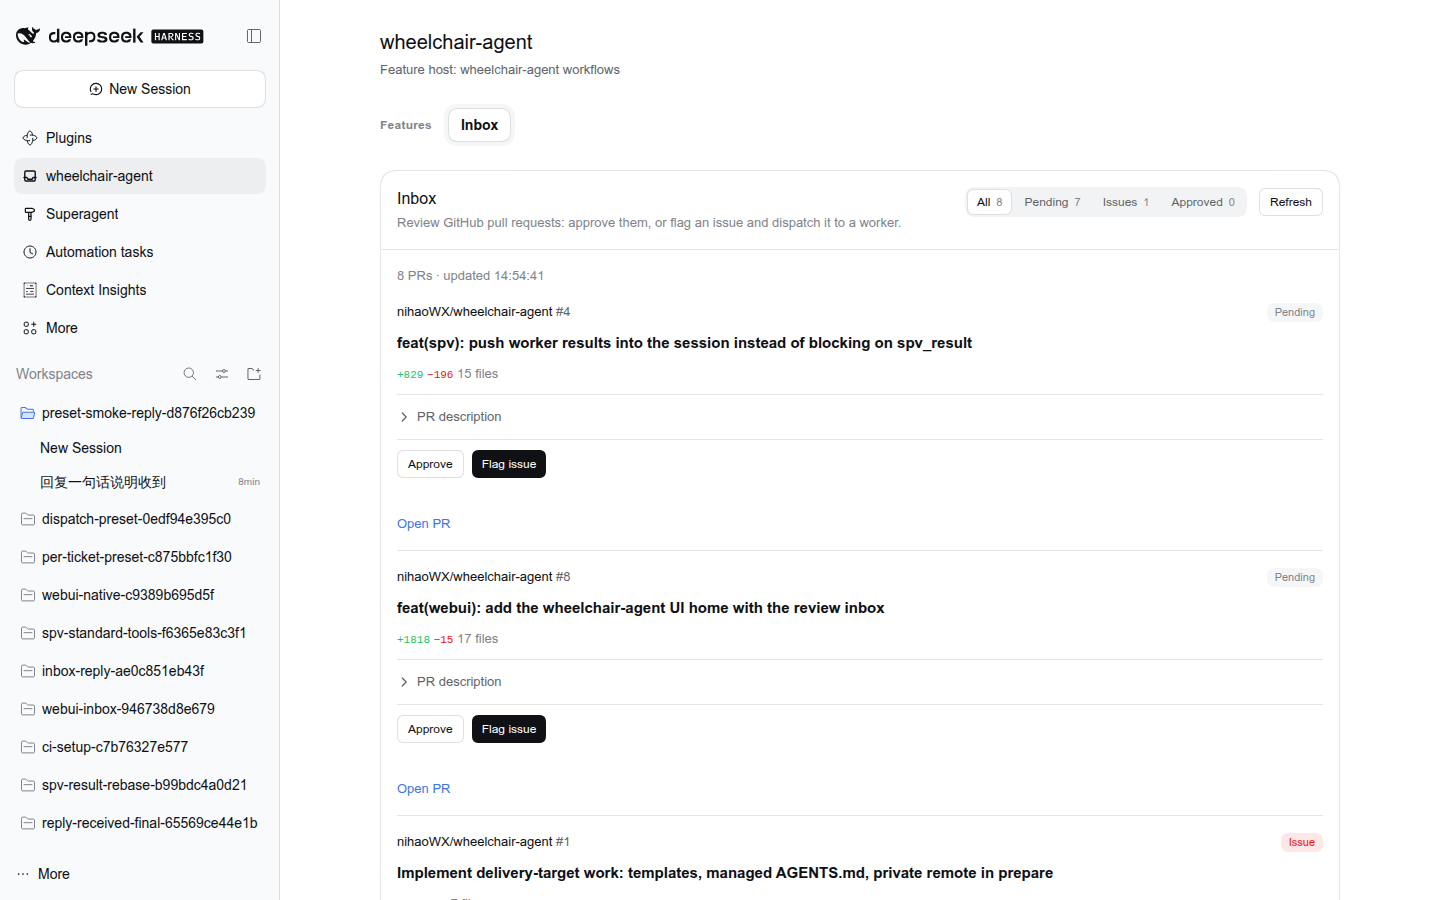 deepseek HARNESS
New Session
Plugins
wheelchair-agent
Superagent
Automation tasks
Context Insights
More
Workspaces
preset-smoke-reply-d876f26cb239
New Session
回复一句话说明收到 8min
dispatch-preset-0edf94e395c0
per-ticket-preset-c875bbfc1f30
webui-native-c9389b695d5f
spv-standard-tools-f6365e83c3f1
inbox-reply-ae0c851eb43f
webui-inbox-946738d8e679
ci-setup-c7b76327e577
spv-result-rebase-b99bdc4a0d21
reply-received-final-65569ce44e1b
More
wheelchair-agent
Feature host: wheelchair-agent workflows
Features Inbox
Inbox
All 8 Pending 7 Issues 1 Approved 0 Refresh
Review GitHub pull requests: approve them, or flag an issue and dispatch it to a worker.
8 PRs · updated 14:54:41
nihaoWX/wheelchair-agent #4 Pending
feat(spv): push worker results into the session instead of blocking on spv_result
+829 −196 15 files
PR description
Approve Flag issue
Open PR
nihaoWX/wheelchair-agent #8 Pending
feat(webui): add the wheelchair-agent UI home with the review inbox
+1818 −15 17 files
PR description
Approve Flag issue
Open PR
nihaoWX/wheelchair-agent #1 Issue
Implement delivery-target work: templates, managed AGENTS.md, private remote in prepare